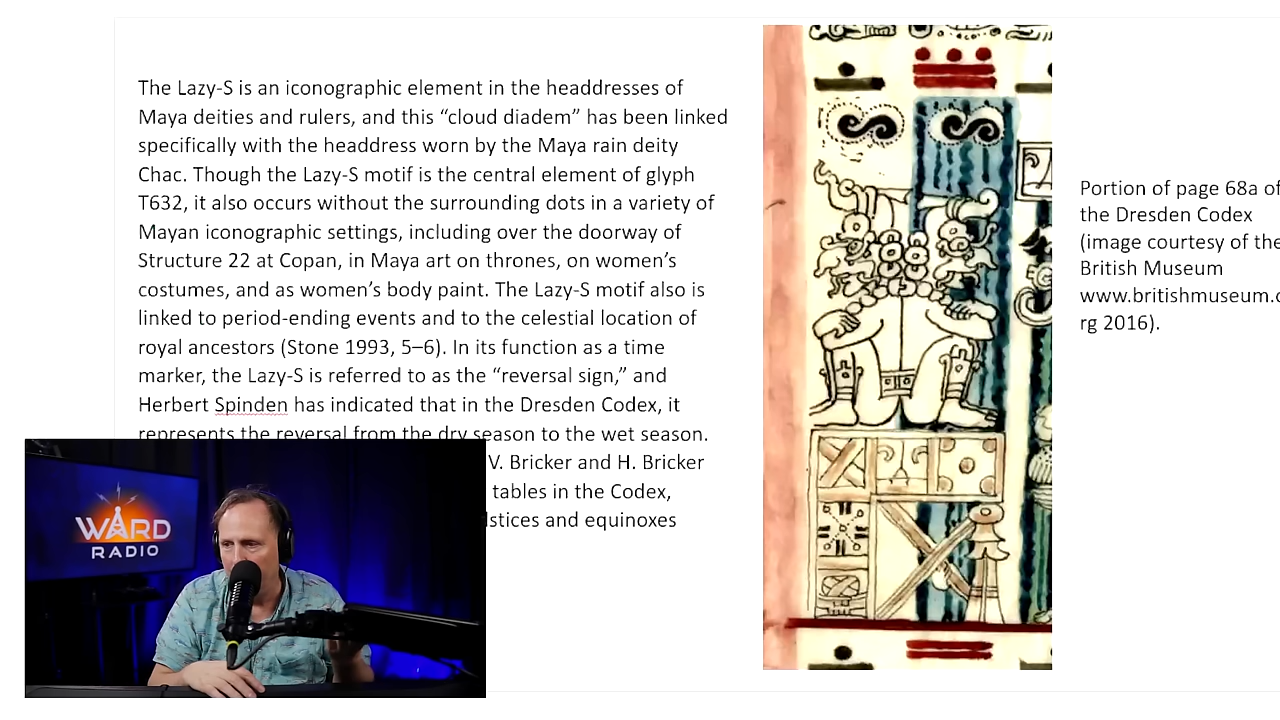 The Lazy-S is an iconographic element in the headdresses of
Maya deities and rulers, and this “cloud diadem” has been linked
specifically with the headdress worn by the Maya rain deity
Chac. Though the Lazy-S motif is the central element of glyph
T632, it also occurs without the surrounding dots in a variety of
Mayan iconographic settings, including over the doorway of
Structure 22 at Copan, in Maya art on thrones, on women’s
costumes, and as women’s body paint. The Lazy-S motif also is
linked to period-ending events and to the celestial location of
royal ancestors (Stone 1993, 5–6). In its function as a time
marker, the Lazy-S is referred to as the “reversal sign,” and
Herbert Spinden has indicated that in the Dresden Codex, it
represents the reversal from the dry season to the wet season.
V. Bricker and H. Bricker
tables in the Codex,
lstices and equinoxes
Portion of page 68a of
the Dresden Codex
(image courtesy of the
British Museum
www.britishmuseum.o
rg 2016).
WARD
RADIO